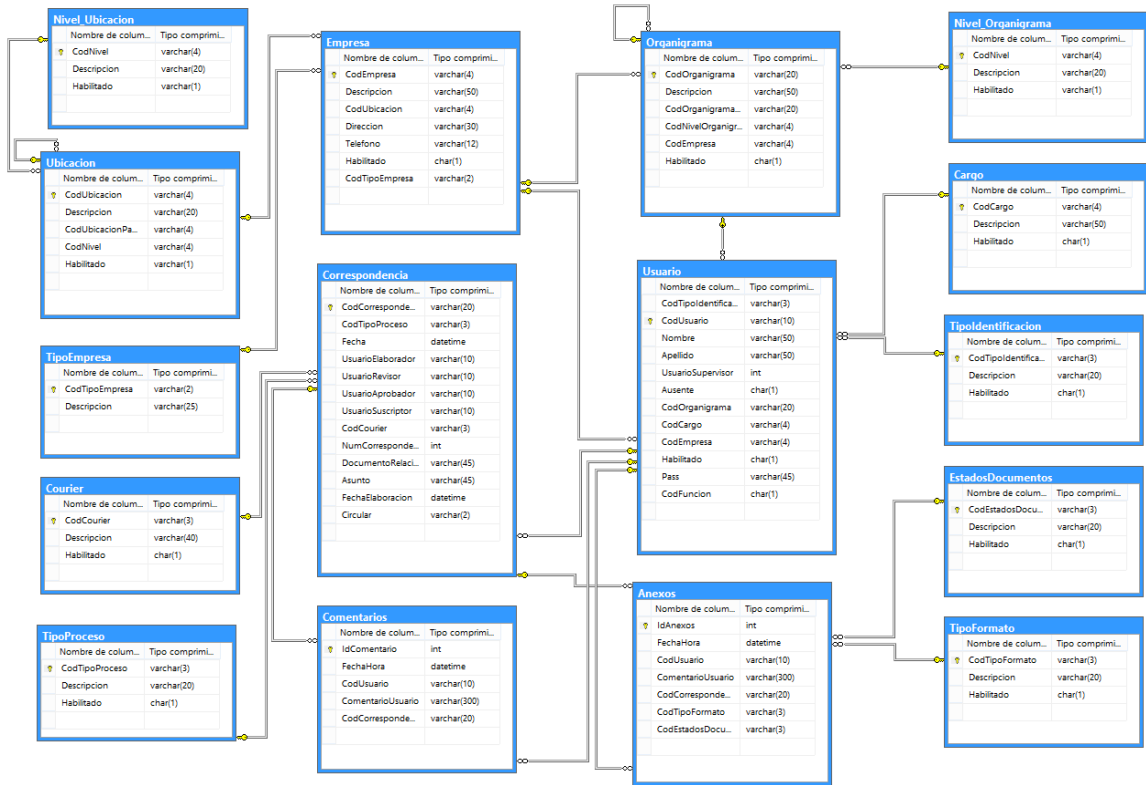 Nivel_Ubicacion
Nombre de colum... Tipo comprimi...
CodNivel varchar(4)
Descripcion varchar(20)
Habilitado varchar(1)
Ubicacion
Nombre de colum... Tipo comprimi...
CodUbicacion varchar(4)
Descripcion varchar(20)
CodUbicacionPa... varchar(4)
CodNivel varchar(4)
Habilitado varchar(1)
TipoEmpresa
Nombre de colum... Tipo comprimi...
CodTipoEmpresa varchar(2)
Descripcion varchar(25)
Courier
Nombre de colum... Tipo comprimi...
CodCourier varchar(3)
Descripcion varchar(40)
Habilitado char(1)
TipoProceso
Nombre de colum... Tipo comprimi...
CodTipoProceso varchar(3)
Descripcion varchar(20)
Habilitado char(1)
Empresa
Nombre de colum... Tipo comprimi...
CodEmpresa varchar(4)
Descripcion varchar(50)
CodUbicacion varchar(4)
Direccion varchar(30)
Telefono varchar(12)
Habilitado char(1)
CodTipoEmpresa varchar(2)
Correspondencia
Nombre de colum... Tipo comprimi...
CodCorresponde... varchar(20)
CodTipoProceso varchar(3)
Fecha datetime
UsuarioElaborador varchar(10)
UsuarioRevisor varchar(10)
UsuarioAprobador varchar(10)
UsuarioSuscriptor varchar(10)
CodCourier varchar(3)
NumCorresponde... int
DocumentoRelaci... varchar(45)
Asunto varchar(45)
FechaElaboracion datetime
Circular varchar(2)
Comentarios
Nombre de colum... Tipo comprimi...
IdComentario int
FechaHora datetime
CodUsuario varchar(10)
ComentarioUsuario varchar(300)
CodCorresponde... varchar(20)
Organigrama
Nombre de colum... Tipo comprimi...
CodOrganigrama varchar(20)
Descripcion varchar(50)
CodOrganigrama... varchar(20)
CodNivelOrganigr... varchar(4)
CodEmpresa varchar(4)
Habilitado char(1)
Usuario
Nombre de colum... Tipo comprimi...
CodTipoIdentifica... varchar(3)
CodUsuario varchar(10)
Nombre varchar(50)
Apellido varchar(50)
UsuarioSupervisor int
Ausente char(1)
CodOrganigrama varchar(20)
CodCargo varchar(4)
CodEmpresa varchar(4)
Habilitado char(1)
Pass varchar(45)
CodFuncion char(1)
Anexos
Nombre de colum... Tipo comprimi...
IdAnexos int
FechaHora datetime
CodUsuario varchar(10)
ComentarioUsuario varchar(300)
CodCorresponde... varchar(20)
CodTipoFormato varchar(3)
CodEstadosDocu... varchar(3)
Nivel_Organigrama
Nombre de colum... Tipo comprimi...
CodNivel varchar(4)
Descripcion varchar(20)
Habilitado varchar(1)
Cargo
Nombre de colum... Tipo comprimi...
CodCargo varchar(4)
Descripcion varchar(50)
Habilitado char(1)
TipoIdentificacion
Nombre de colum... Tipo comprimi...
CodTipoIdentifica... varchar(3)
Descripcion varchar(20)
Habilitado char(1)
EstadosDocumentos
Nombre de colum... Tipo comprimi...
CodEstadosDocu... varchar(3)
Descripcion varchar(20)
Habilitado char(1)
TipoFormato
Nombre de colum... Tipo comprimi...
CodTipoFormato varchar(3)
Descripcion varchar(20)
Habilitado char(1)